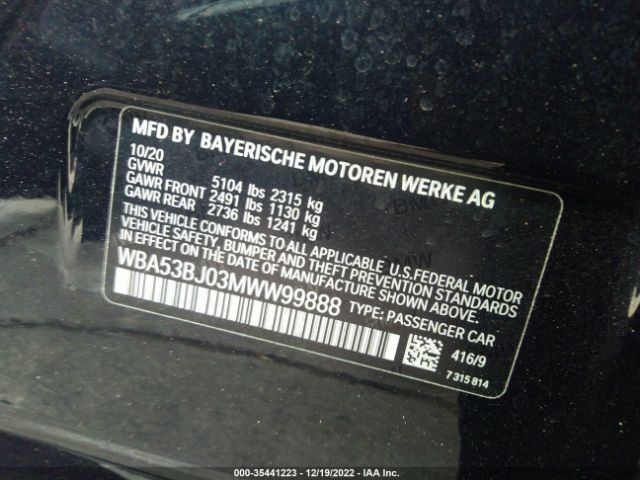 MFD BY BAYERISCHE MOTOREN WERKE AG
10/20
GVWR 5104 lbs 2315 kg
GAWR FRONT 2491 lbs 1130 kg
GAWR REAR 2736 lbs 1241 kg
THIS VEHICLE CONFORMS TO ALL APPLICABLE U.S.FEDERAL MOTOR
VEHICLE SAFETY, BUMPER AND THEFT PREVENTION STANDARDS
IN EFFECT ON THE DATE OF MANUFACTURE SHOWN ABOVE.
WBA53BJ03MWW99888 TYPE: PASSENGER CAR
416/9
7 315 814
000-35441223 - 12/19/2022 - IAA Inc.